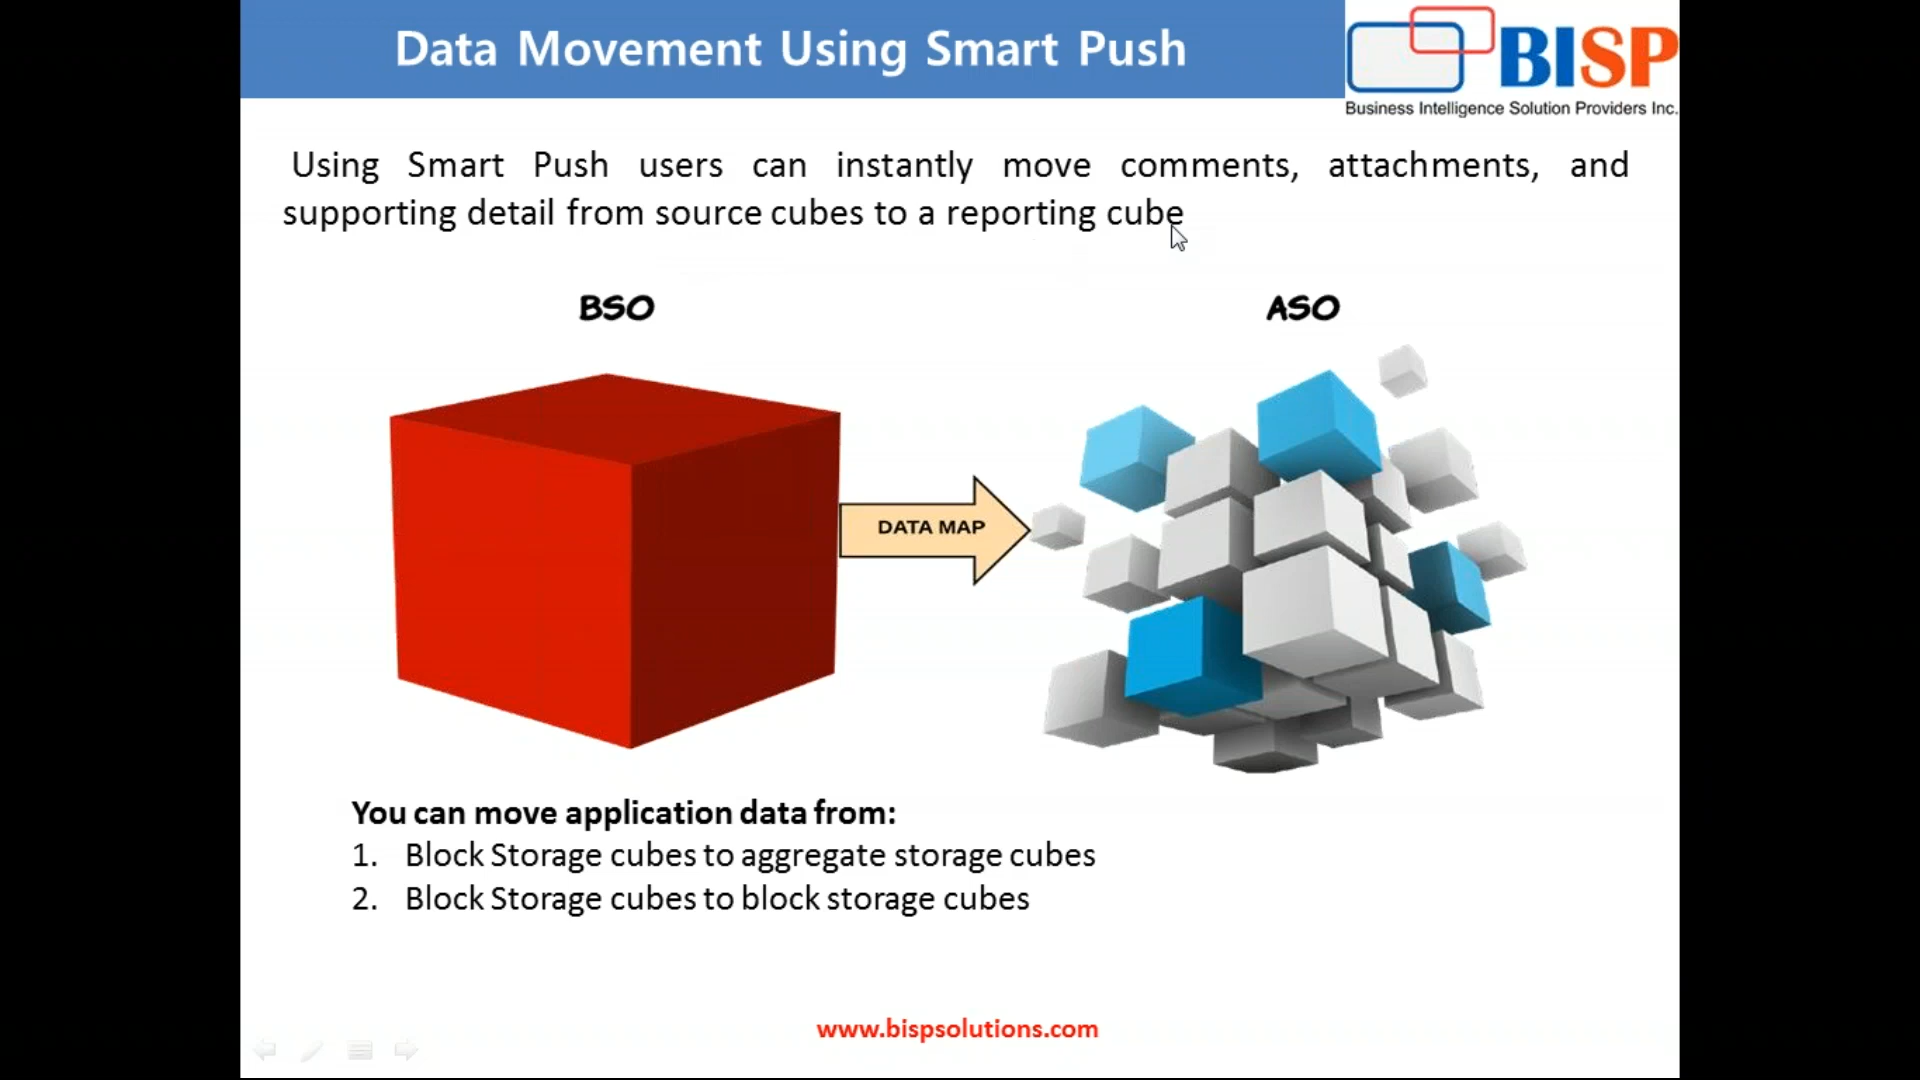 Data Movement Using Smart Push
BISP
Business Intelligence Solution Providers Inc.
Using Smart Push users can instantly move comments, attachments, and
supporting detail from source cubes to a reporting cube
BSO
ASO
DATA MAP
You can move application data from:
1. Block Storage cubes to aggregate storage cubes
2. Block Storage cubes to block storage cubes
www.bispsolutions.com